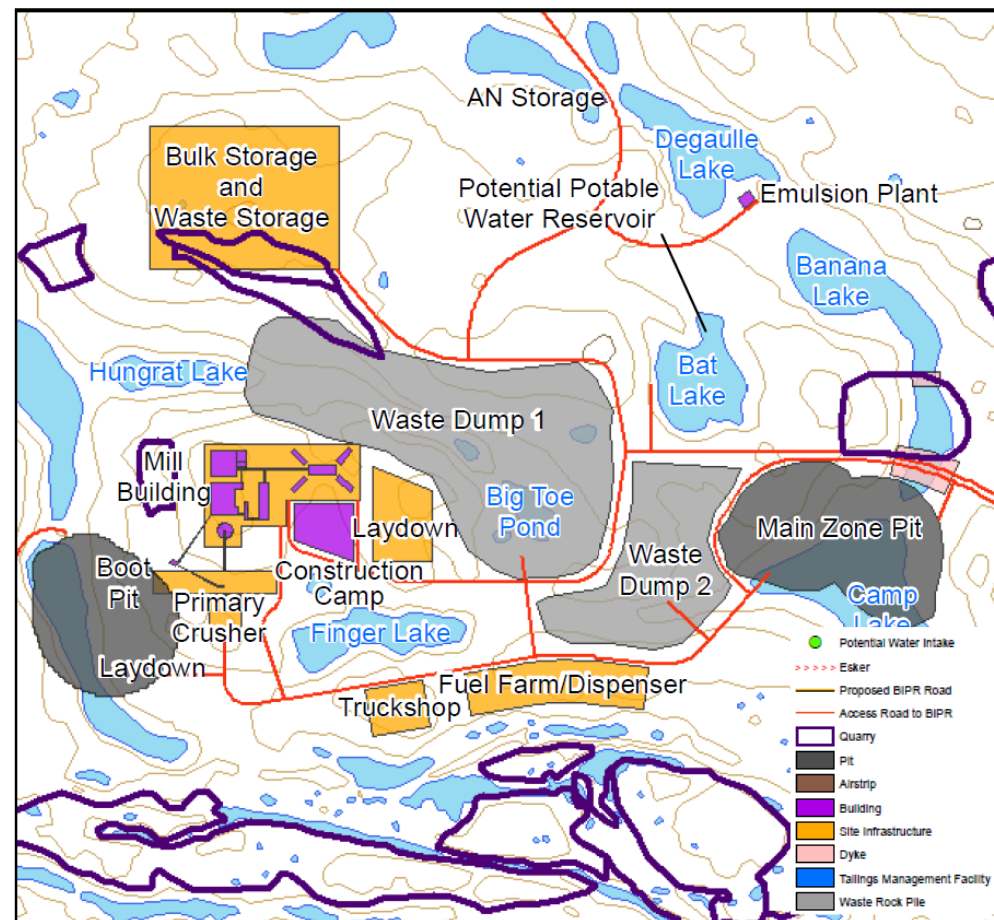 AN Storage
Degaulle
Lake
Bulk Storage
and
Waste Storage
Potential Potable
Water Reservoir
Emulsion Plant
Banana
Lake
Hungrat Lake
Bat
Lake
Waste Dump 1
Mill
Building
Big Toe
Pond
Laydown
Main Zone Pit
Waste
Dump 2
Boot
Pit
Construction
Camp
Primary
Crusher
Camp
Lake
Finger Lake
Laydown
Fuel Farm/Dispenser
Truckshop
Potential Water Intake
Esker
Proposed BIPR Road
Access Road to BIPR
Quarry
Pit
Airstrip
Building
Site Infrastructure
Dyke
Tailings Management Facility
Waste Rock Pile